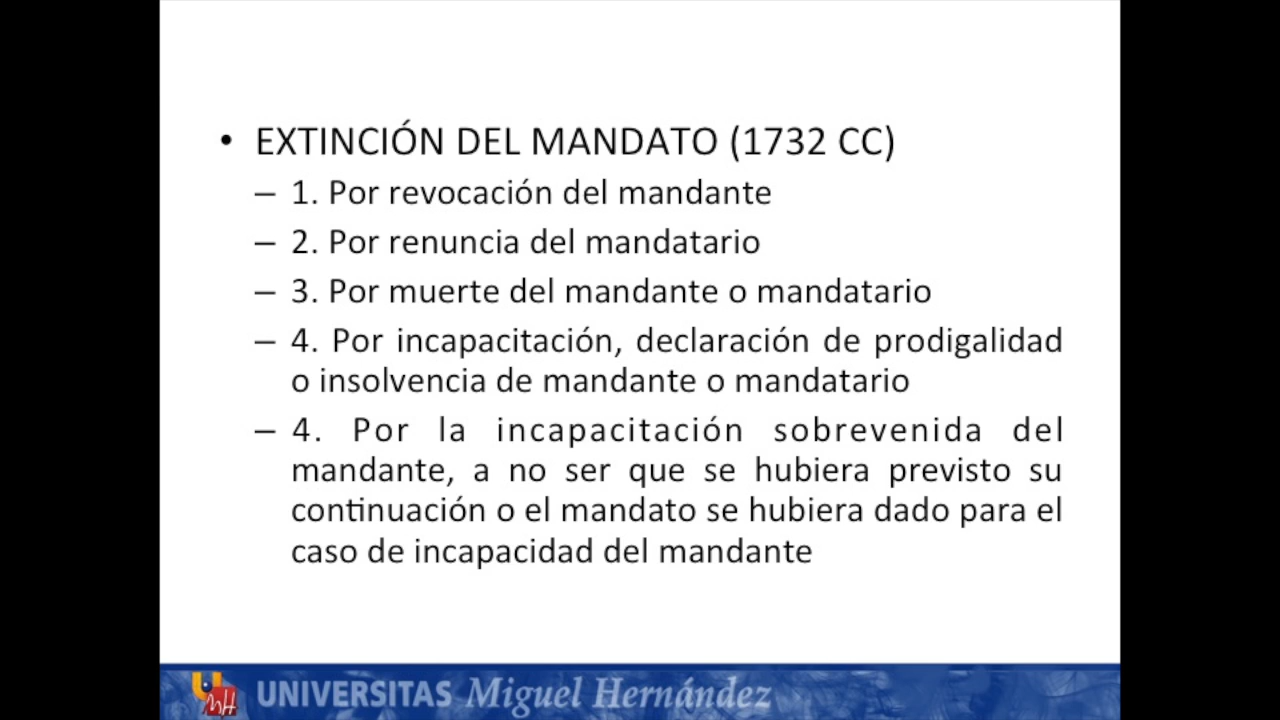 • EXTINCIÓN DEL MANDATO (1732 CC)
– 1. Por revocación del mandante
– 2. Por renuncia del mandatario
– 3. Por muerte del mandante o mandatario
– 4. Por incapacitación, declaración de prodigalidad
o insolvencia de mandante o mandatario
– 4. Por la incapacitación sobrevenida del
mandante, a no ser que se hubiera previsto su
continuación o el mandato se hubiera dado para el
caso de incapacidad del mandante
UNIVERSITAS Miguel Hernández